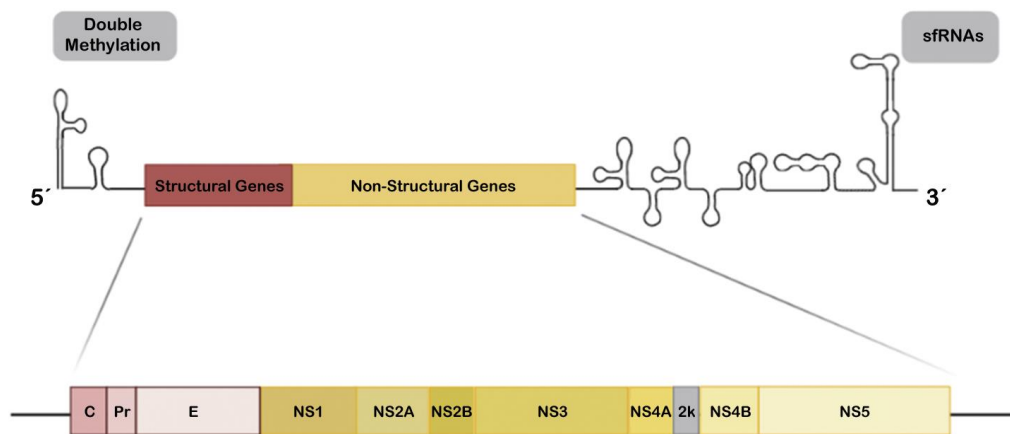 Double
Methylation
sfRNAs
Structural Genes
Non-Structural Genes
5´
3´
C
Pr
E
NS1
NS2A
NS2B
NS3
NS4A
2k
NS4B
NS5